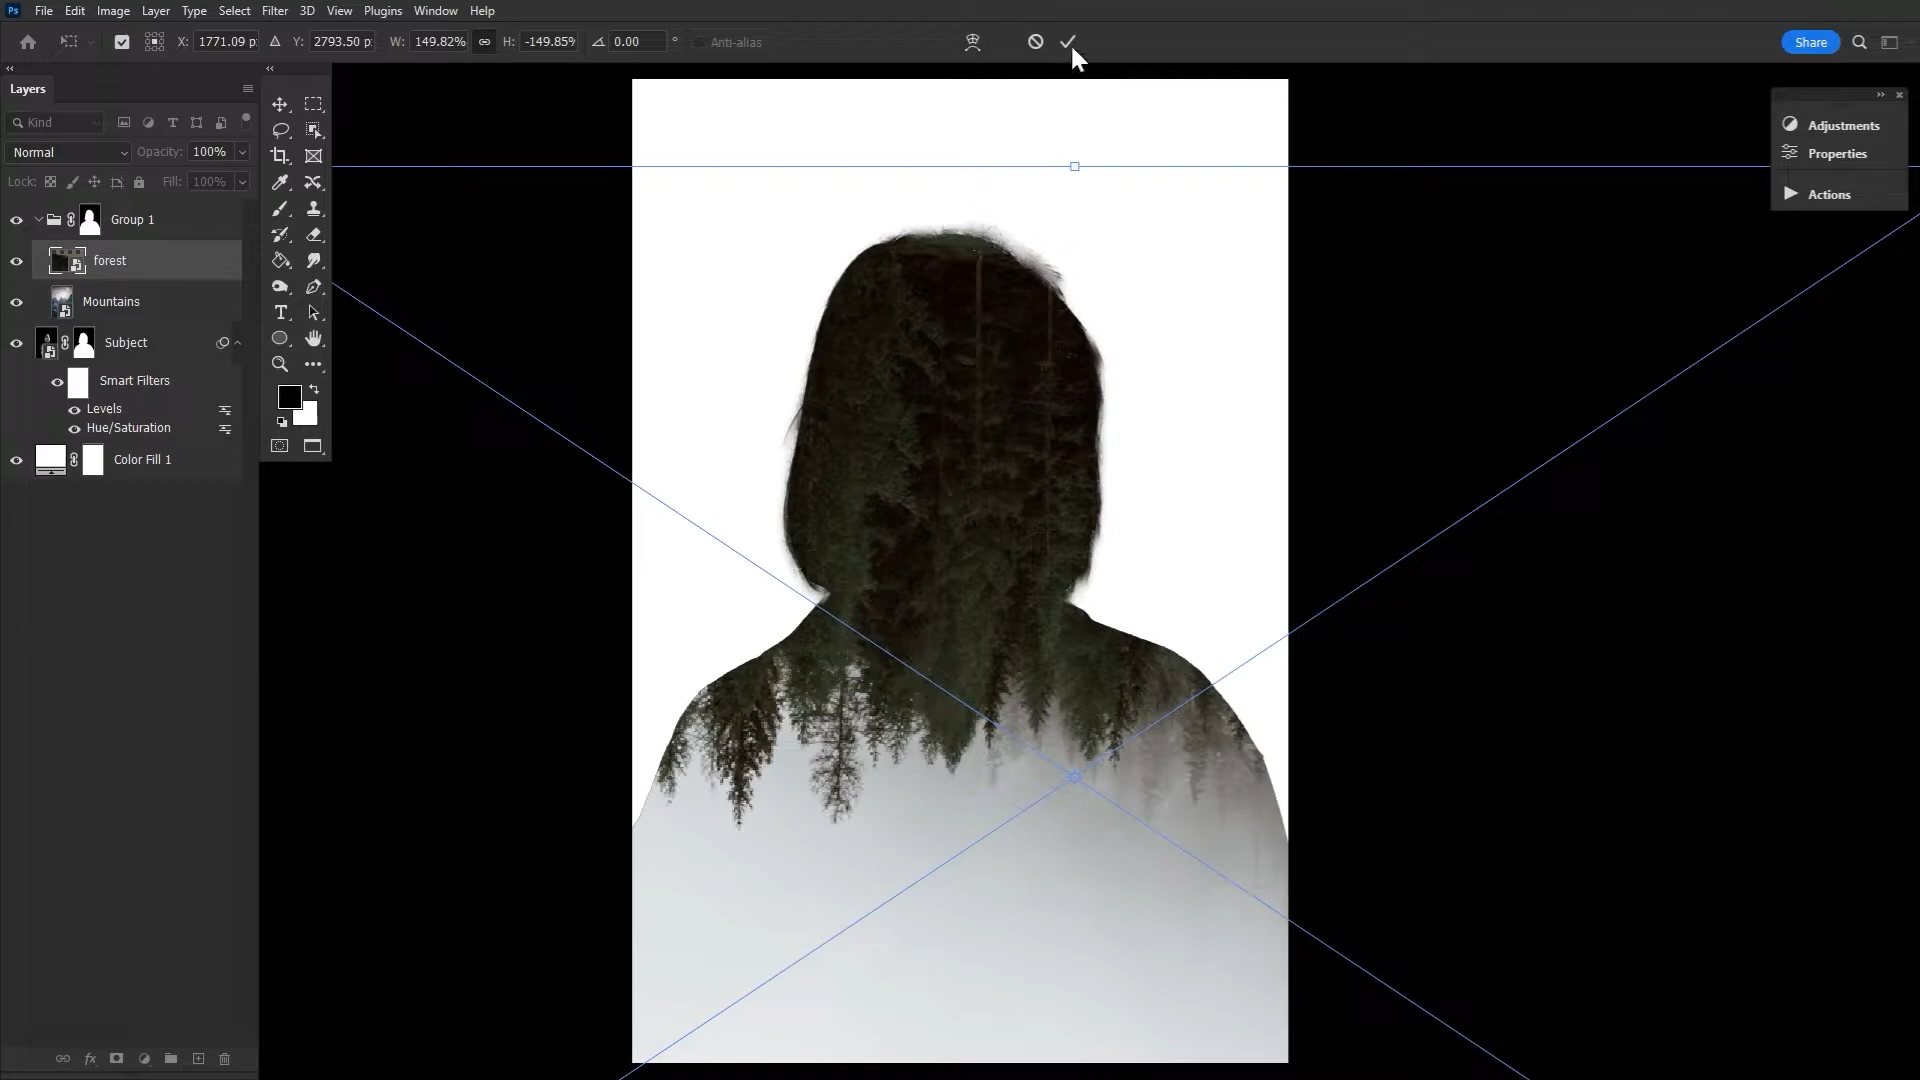 Ps File Edit Image Layer Type Select Filter 3D View Plugins Window Help
X: 1771.09 p Y: 2793.50 p W: 149.82% H: -149.85% 0.00 ° Anti-alias Share
Layers
Kind
Normal Opacity: 100%
Lock: Fill: 100%
Group 1
forest
Mountains
Subject
Smart Filters
Levels
Hue/Saturation
Color Fill 1
fx
Adjustments
Properties
Actions